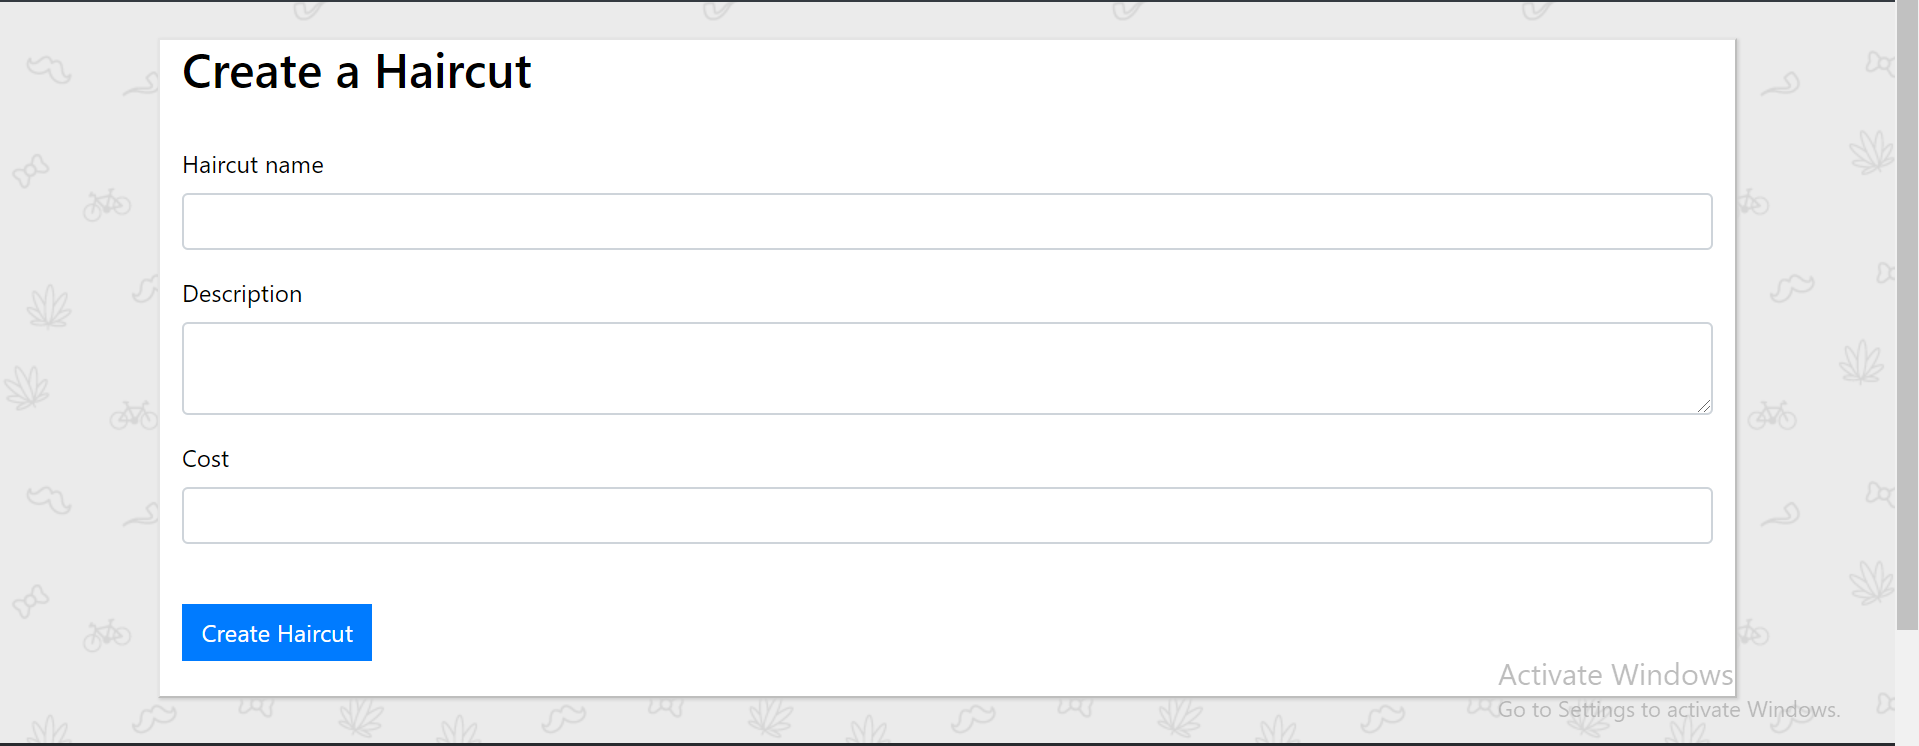 Create a Haircut
Haircut name
Description
Cost
Create Haircut
Activate Windows
Go to Settings to activate Windows.